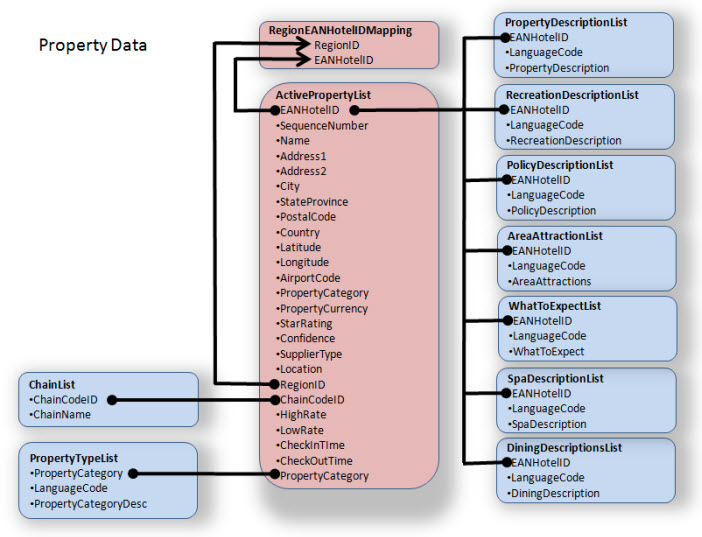 Property Data
RegionEANHotelIDMapping
RegionID
EANHotelID
ActivePropertyList
EANHotelID
•SequenceNumber
•Name
•Address1
•Address2
•City
•StateProvince
•PostalCode
•Country
•Latitude
•Longitude
•AirportCode
•PropertyCategory
•PropertyCurrency
•StarRating
•Confidence
•SupplierType
•Location
RegionID
ChainCodeID
•HighRate
•LowRate
•CheckInTIme
•CheckOutTime
PropertyCategory
ChainList
•ChainCodeID
•ChainName
PropertyTypeList
•PropertyCategory
•LanguageCode
•PropertyCategoryDesc
PropertyDescriptionList
EANHotelID
•LanguageCode
•PropertyDescription
RecreationDescriptionList
EANHotelID
•LanguageCode
•RecreationDescription
PolicyDescriptionList
EANHotelID
•LanguageCode
•PolicyDescription
AreaAttractionList
EANHotelID
•LanguageCode
•AreaAttractions
WhatToExpectList
EANHotelID
•LanguageCode
•WhatToExpect
SpaDescriptionList
EANHotelID
•LanguageCode
•SpaDescription
DiningDescriptionsList
EANHotelID
•LanguageCode
•DiningDescription